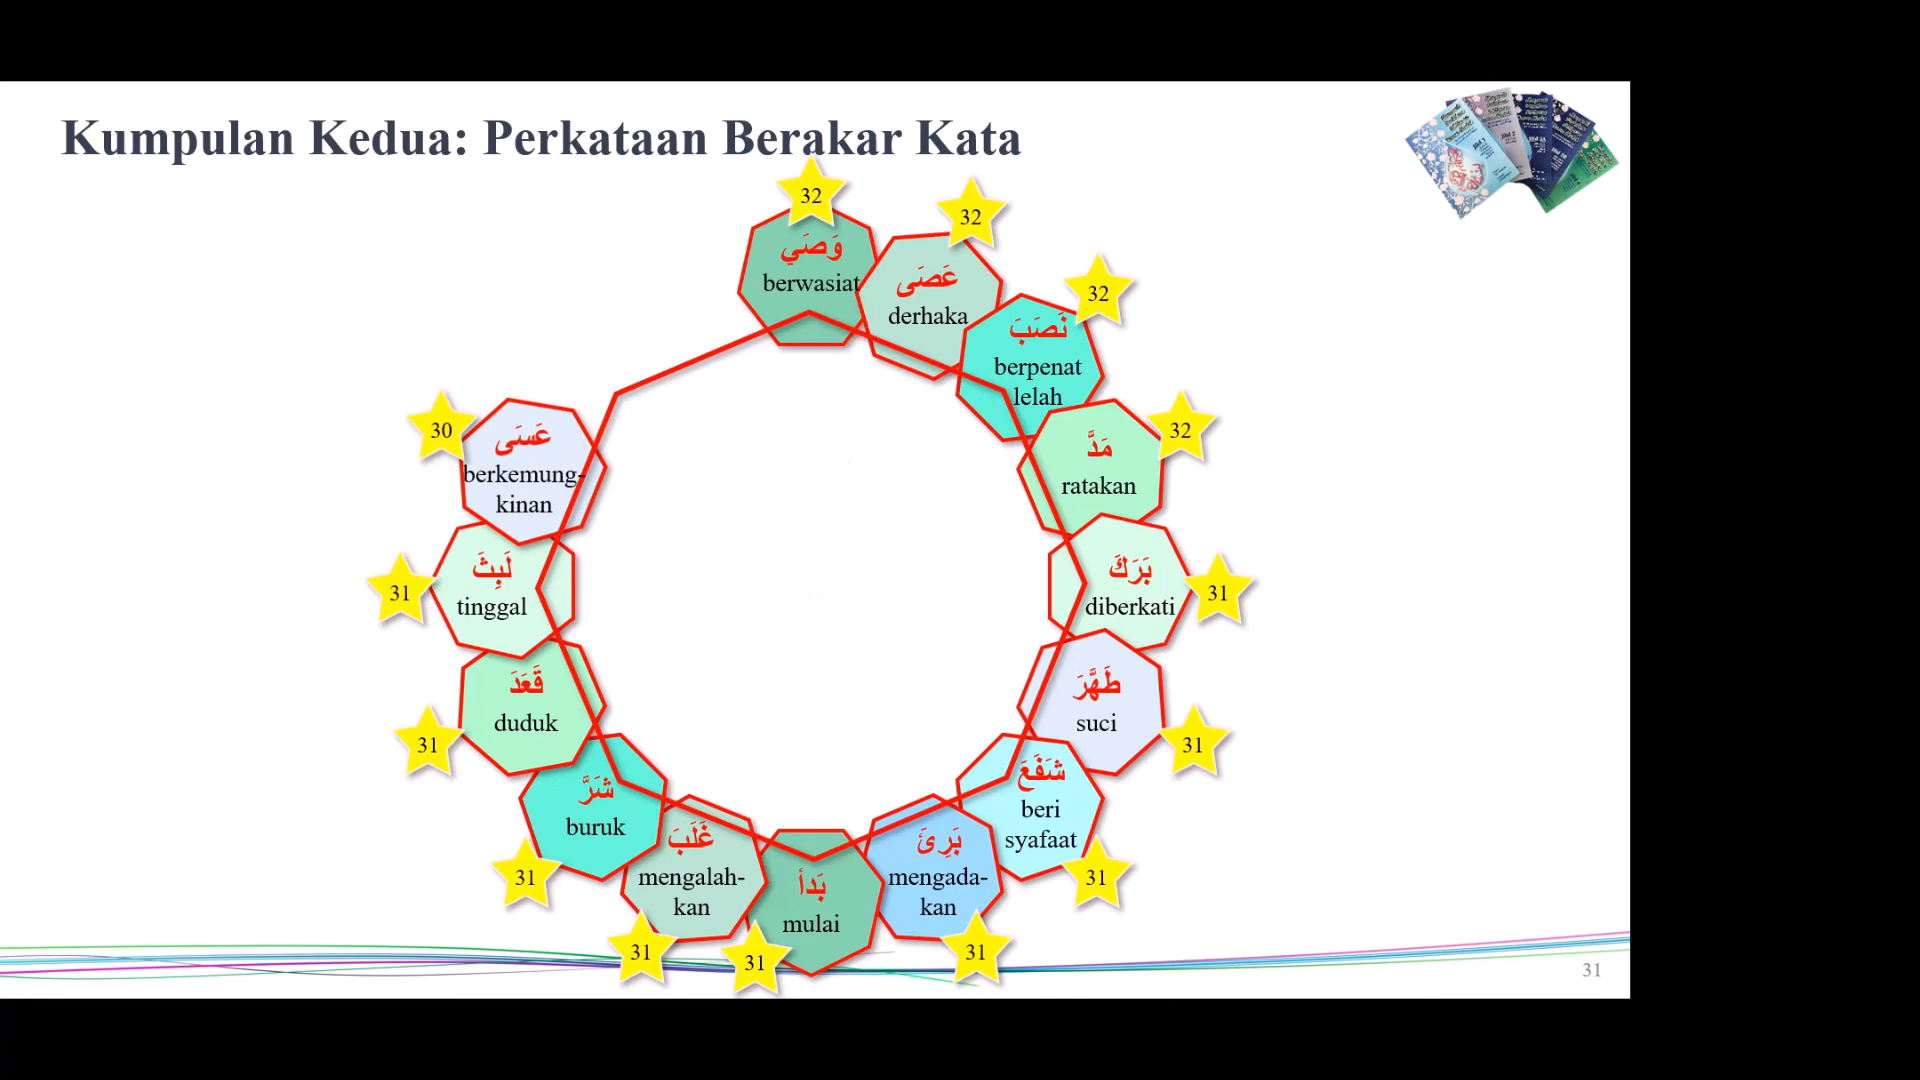 Kumpulan Kedua: Perkataan Berakar Kata
32
وَصَي
berwasiat
32
عَصَى
derhaka
32
نَصَبَ
berpenat
lelah
32
مَدَّ
ratakan
31
بَرَكَ
diberkati
31
طَهَّرَ
suci
31
شَفَعَ
beri
syafaat
31
بَرِئَ
mengada-
kan
31
بَدأ
mulai
31
غَلَبَ
mengalah-
kan
31
شَرَّ
buruk
31
قَعَدَ
duduk
31
لَبِثَ
tinggal
30
عَسَى
berkemung-
kinan
31